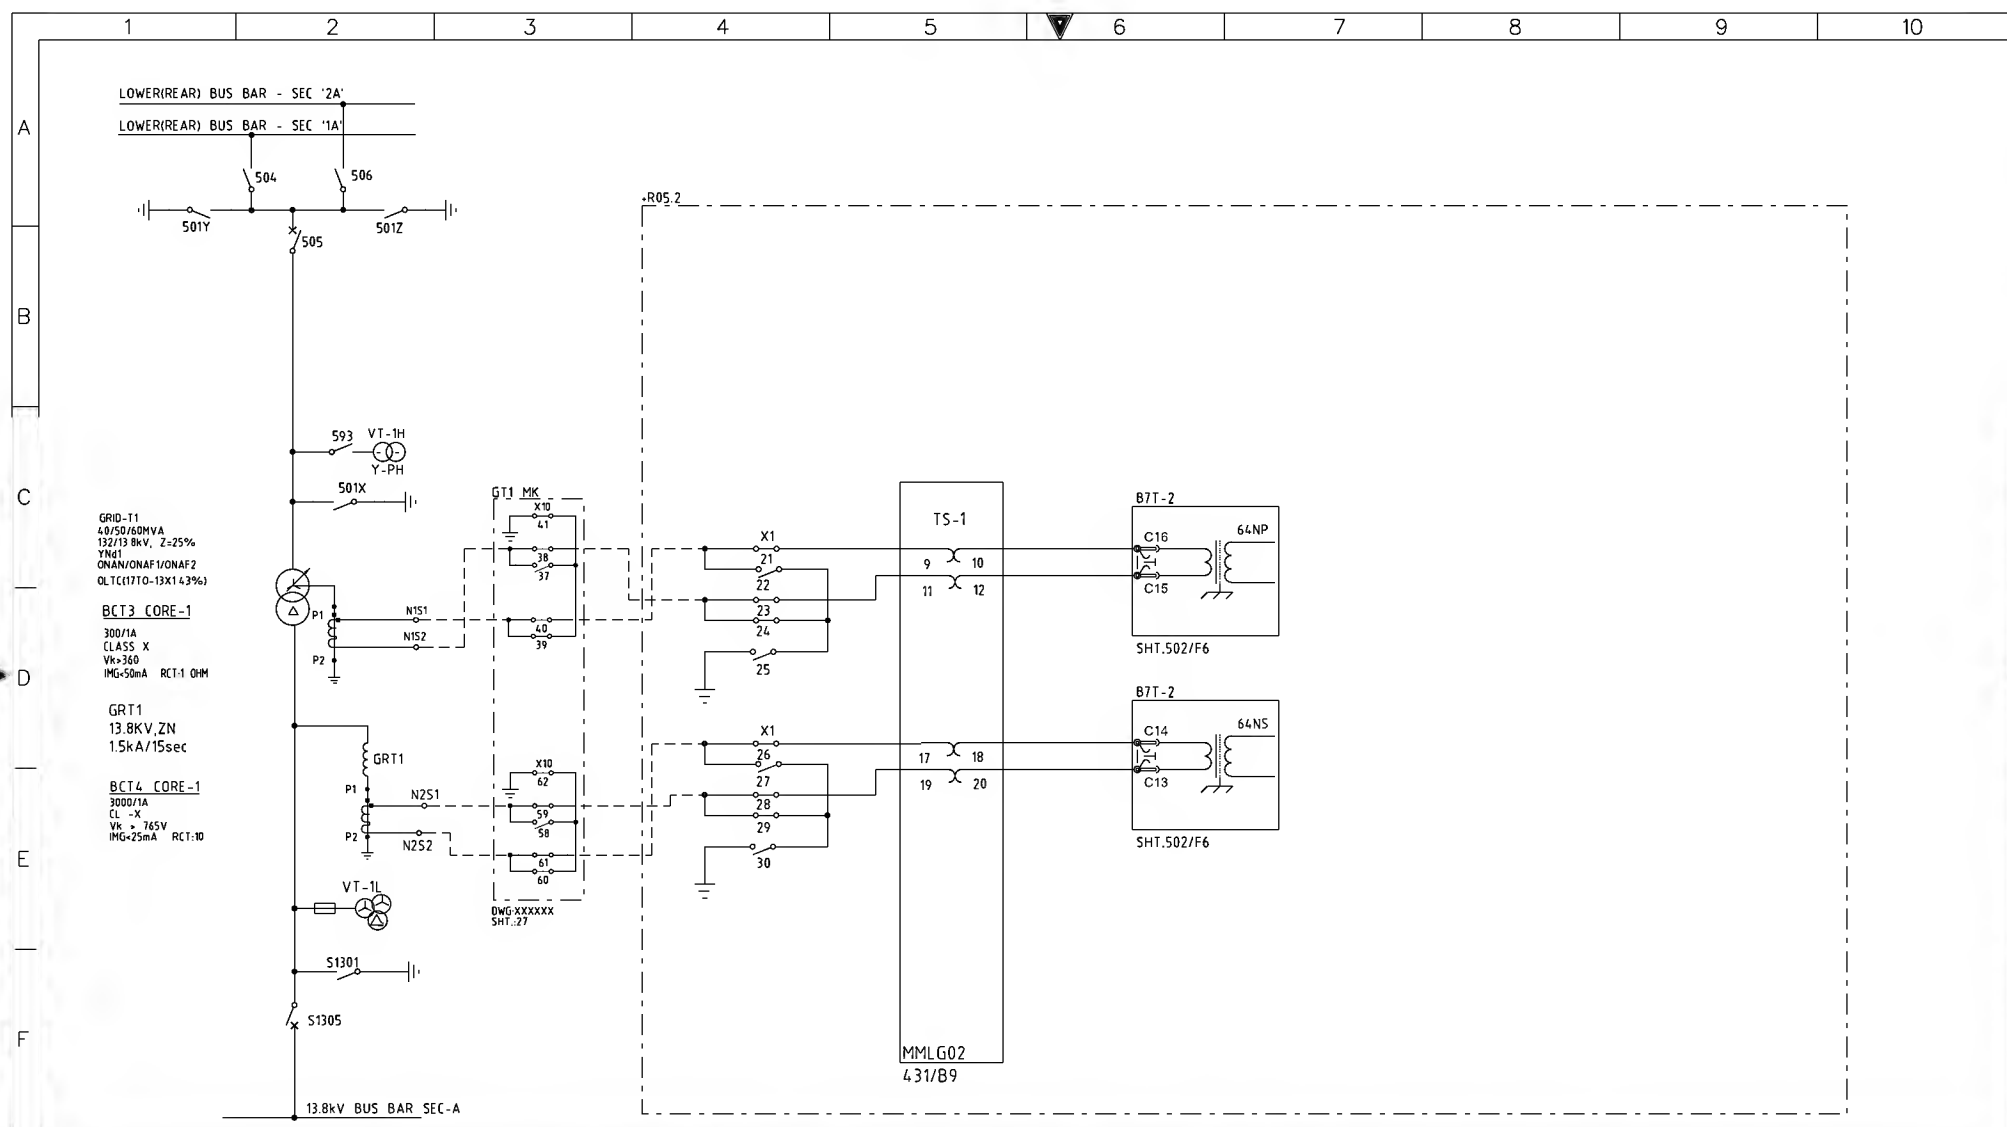 1 2 3 4 5 6 7 8 9 10
A
B
C
D
E
F
LOWER(REAR) BUS BAR - SEC '2A'
LOWER(REAR) BUS BAR - SEC '1A'
504
506
501Y
501Z
505
+R05.2
593
VT-1H
Y-PH
501X
GRID-T1
40/50/60MVA
132/13.8kV, Z=25%
YNd1
ONAN/ONAF1/ONAF2
OLTC(17TO-13X1.43%)
BCT3 CORE-1
300/1A
CLASS X
Vk>360
IMG<50mA RCT:1 OHM
P1
P2
N1S1
N1S2
GRT1
13.8KV,ZN
1.5kA/15sec
GRT1
BCT4 CORE-1
3000/1A
CL -X
Vk > 765V
IMG<25mA RCT:10
P1
P2
N2S1
N2S2
VT-1L
S1301
S1305
13.8kV BUS BAR SEC-A
GT1 MK
X10
41
38
37
40
39
X10
62
59
58
61
60
DWG:XXXXXX
SHT.:27
X1
21
22
23
24
25
X1
26
27
28
29
30
TS-1
9 10
11 12
17 18
19 20
MMLG02
431/B9
B7T-2
C16
64NP
C15
SHT.502/F6
B7T-2
C14
64NS
C13
SHT.502/F6